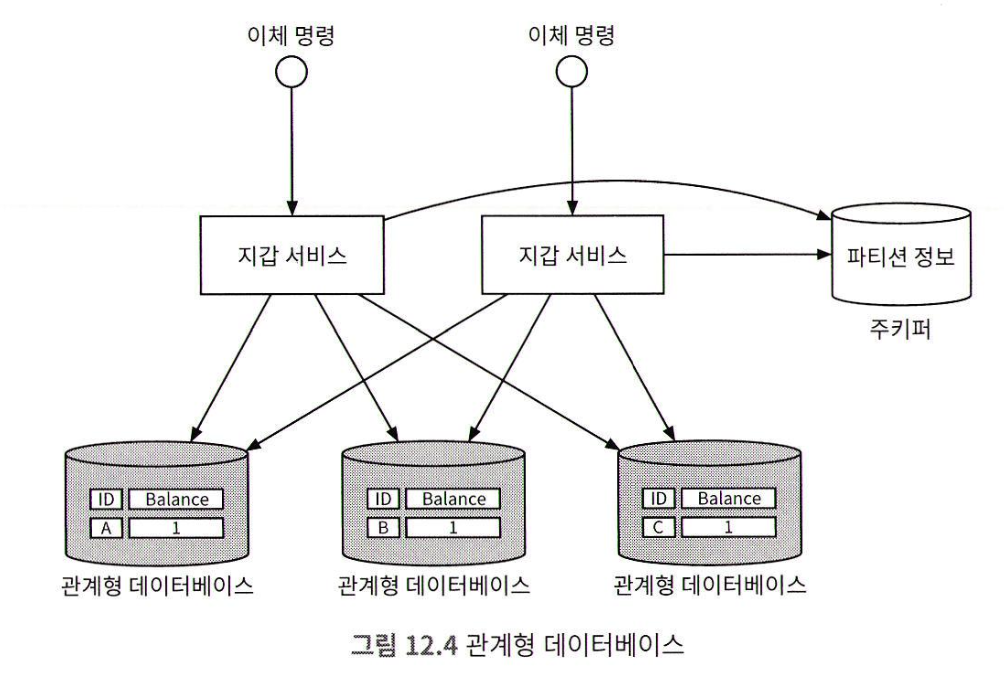 이체 명령
이체 명령
지갑 서비스
지갑 서비스
파티션 정보
주키퍼
ID Balance
A 1
ID Balance
B 1
ID Balance
C 1
관계형 데이터베이스
관계형 데이터베이스
관계형 데이터베이스
그림 12.4 관계형 데이터베이스